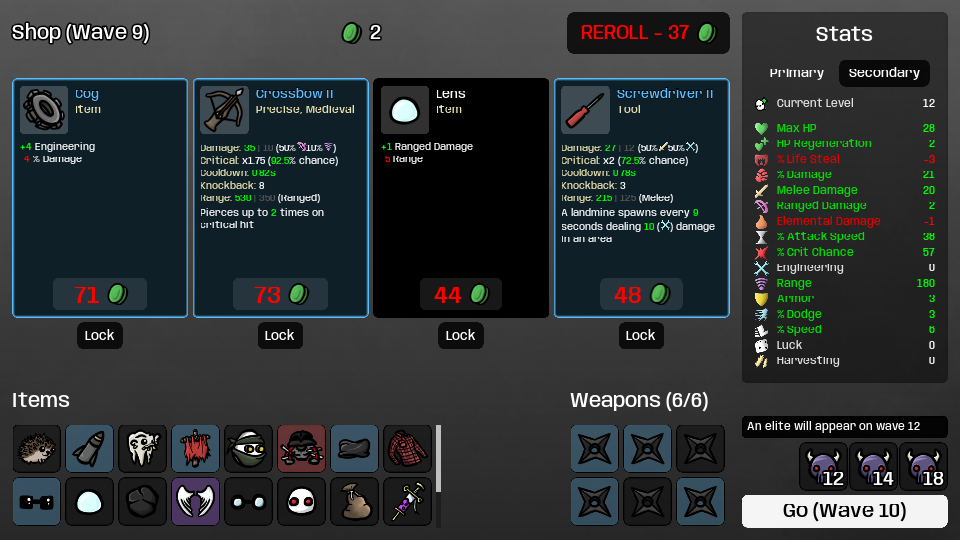 Shop (Wave 9)
2
REROLL - 37
Cog
Item
+4 Engineering
-4 % Damage
71
Lock
Crossbow II
Precise, Medieval
Damage: 35 | 10 (50% 10%)
Critical: x1.75 (92.5% chance)
Cooldown: 0.82s
Knockback: 8
Range: 530 | 350 (Ranged)
Pierces up to 2 times on
critical hit
73
Lock
Lens
Item
+1 Ranged Damage
-5 Range
44
Lock
Screwdriver II
Tool
Damage: 27 | 12 (50% 50%)
Critical: x2 (72.5% chance)
Cooldown: 0.78s
Knockback: 3
Range: 215 | 125 (Melee)
A landmine spawns every 9
seconds dealing 10 ( ) damage
in an area
48
Lock
Stats
Primary Secondary
Current Level 12
Max HP 28
HP Regeneration 2
% Life Steal -3
% Damage 21
Melee Damage 20
Ranged Damage 2
Elemental Damage -1
% Attack Speed 38
% Crit Chance 57
Engineering 0
Range 180
Armor 3
% Dodge 3
% Speed 6
Luck 0
Harvesting 0
Items
Weapons (6/6)
An elite will appear on wave 12
12 14 18
Go (Wave 10)